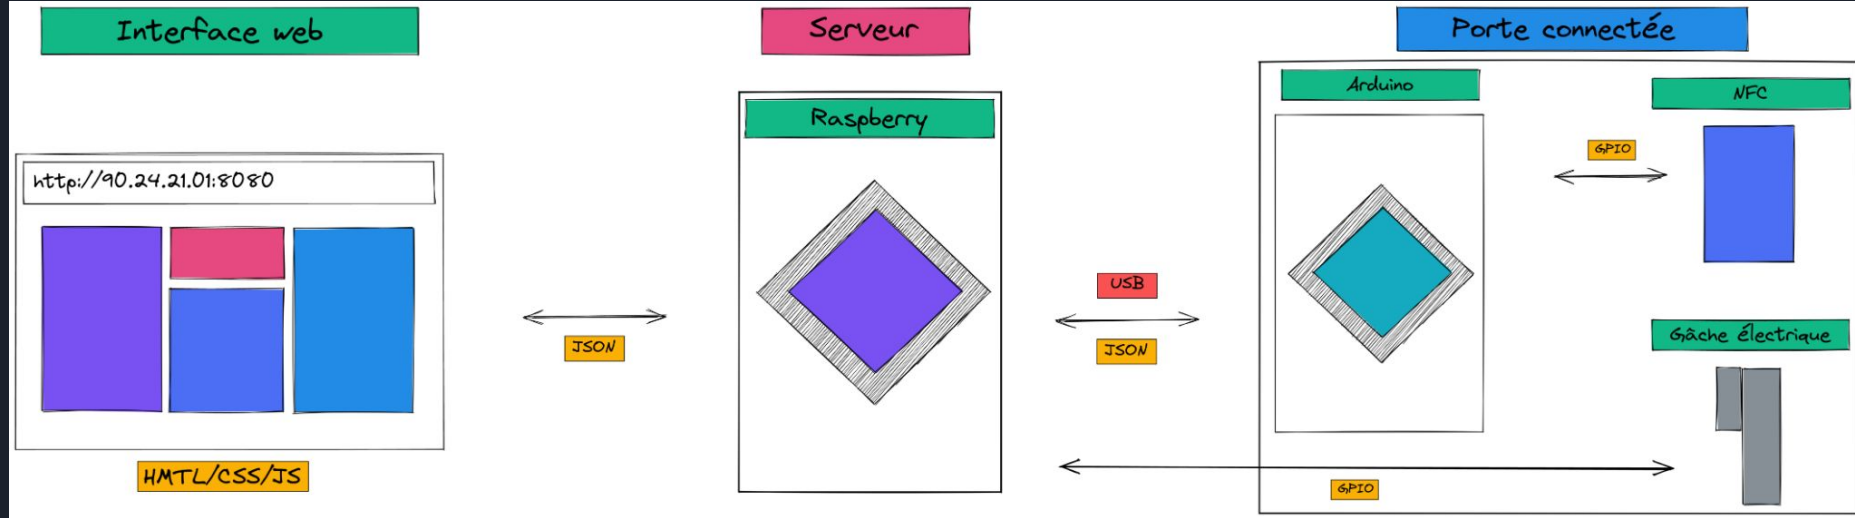 Interface web
Serveur
Porte connectée
Raspberry
Arduino
NFC
http://90.24.21.01:8080
GPIO
USB
JSON
JSON
Gâche électrique
HMTL/CSS/JS
GPIO